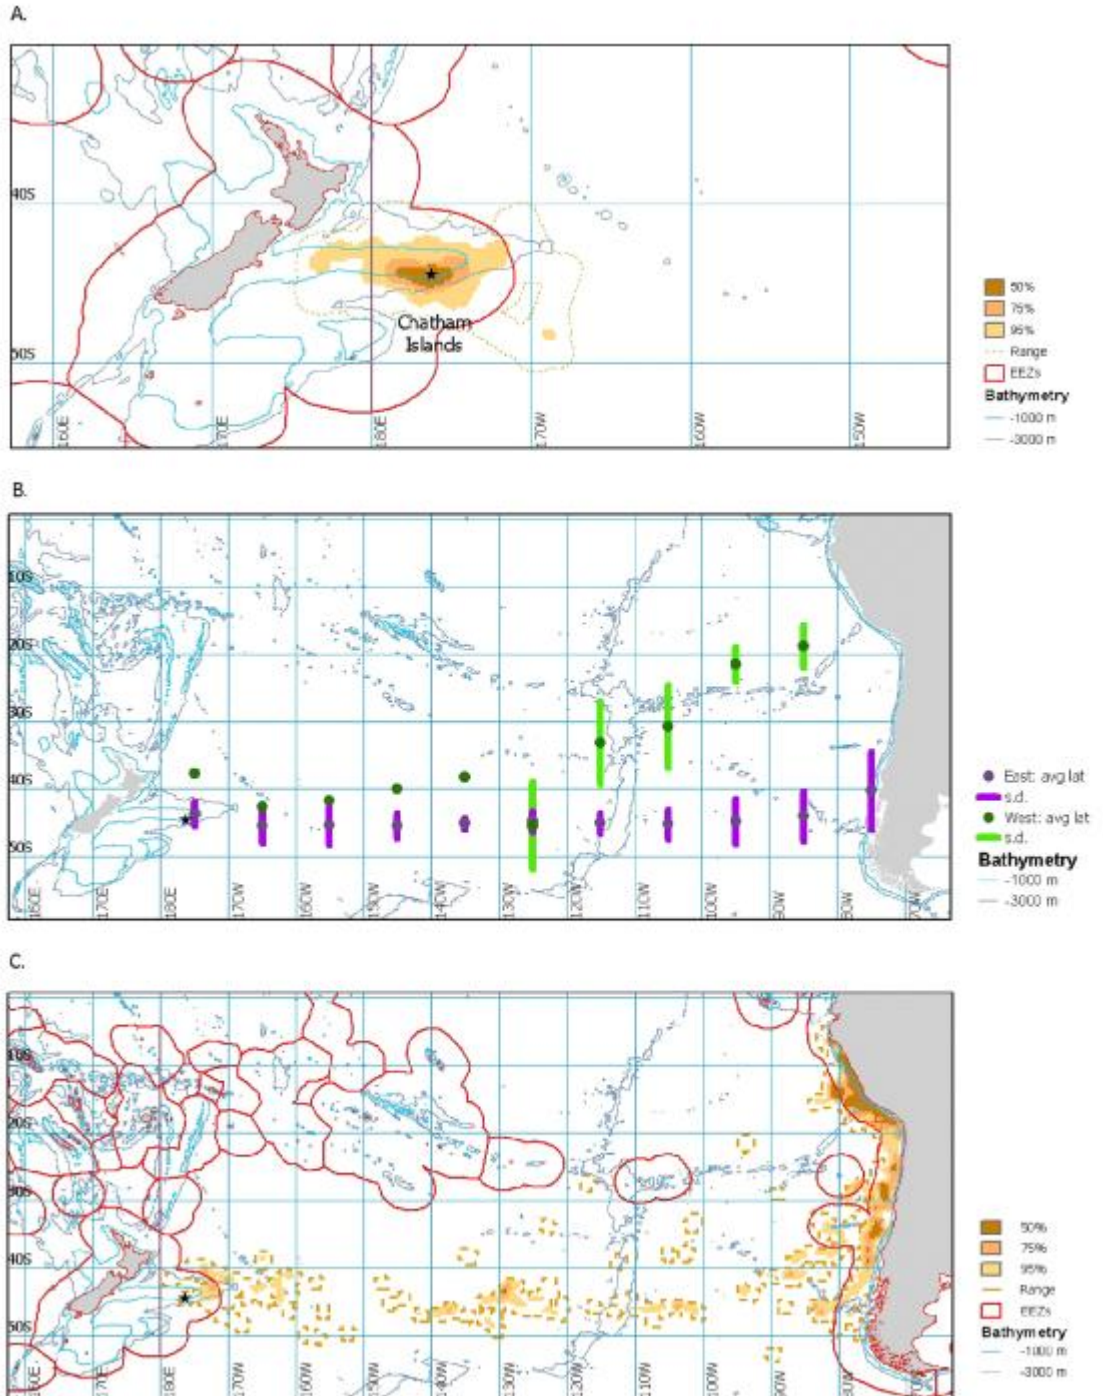 A.
40S
50S
160E
170E
180E
170W
160W
150W
Chatham
Islands
50%
75%
95%
Range
EEZs
Bathymetry
-1000 m
-3000 m
B.
10S
20S
30S
40S
50S
160E
170E
180E
170W
160W
150W
140W
130W
120W
110W
100W
90W
80W
70W
East: avg lat
s.d.
West: avg lat
s.d.
Bathymetry
-1000 m
-3000 m
C.
10S
20S
30S
40S
50S
160E
170E
180E
170W
160W
150W
140W
130W
120W
110W
100W
90W
80W
70W
50%
75%
95%
Range
EEZs
Bathymetry
-1000 m
-3000 m